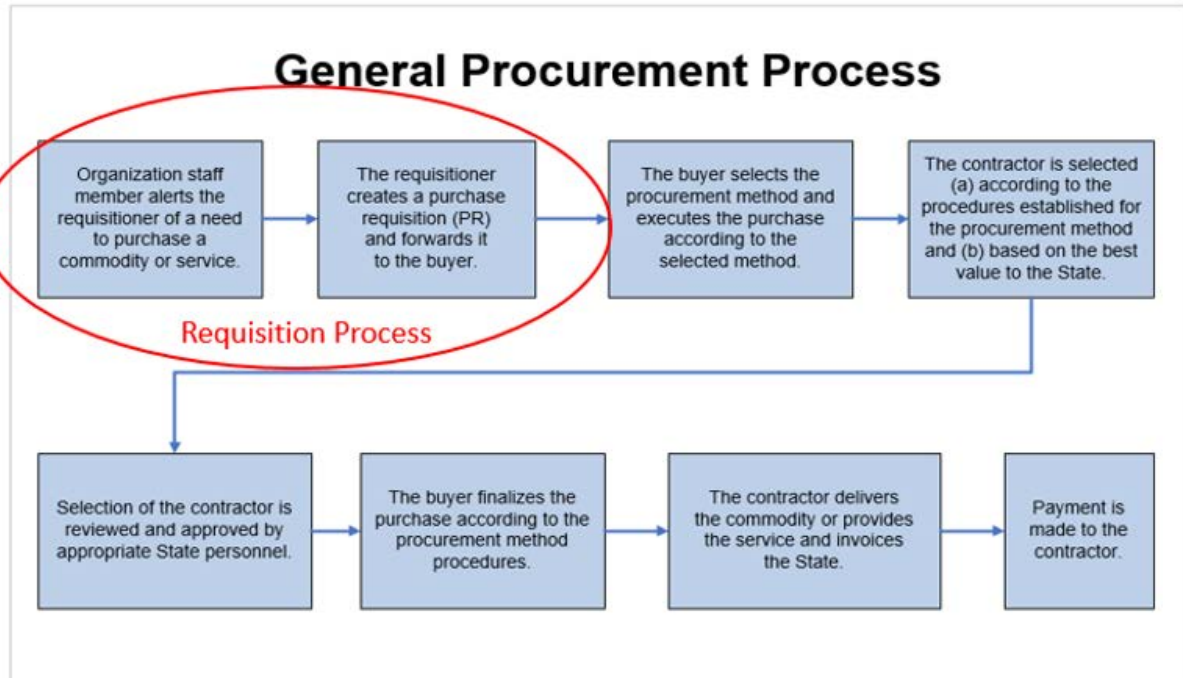 General Procurement Process
Organization staff
member alerts the
requisitioner of a need
to purchase a
commodity or service.
The requisitioner
creates a purchase
requisition (PR)
and forwards it
to the buyer.
The buyer selects the
procurement method and
executes the purchase
according to the
selected method.
The contractor is selected
(a) according to the
procedures established for
the procurement method
and (b) based on the best
value to the State.
Requisition Process
Selection of the contractor is
reviewed and approved by
appropriate State personnel.
The buyer finalizes the
purchase according to the
procurement method
procedures.
The contractor delivers
the commodity or provides
the service and invoices
the State.
Payment is
made to the
contractor.